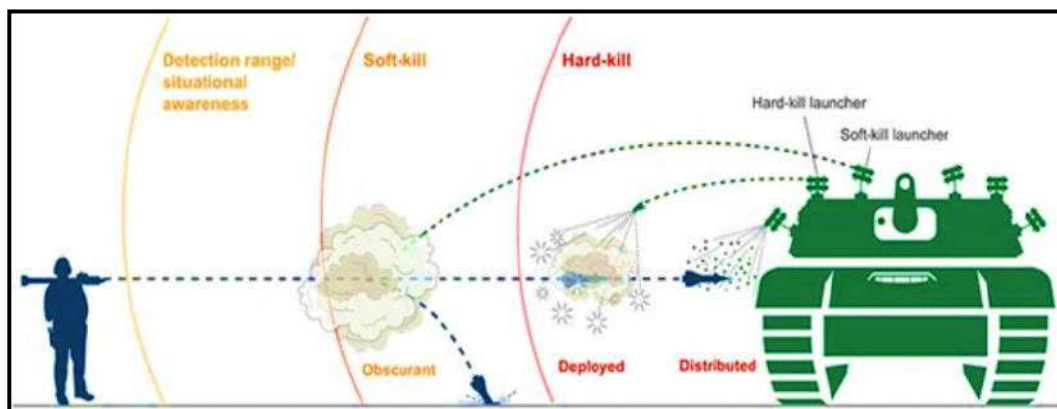 Detection range/
situational
awareness
Soft-kill
Hard-kill
Hard-kill launcher
Soft-kill launcher
Obscurant
Deployed
Distributed